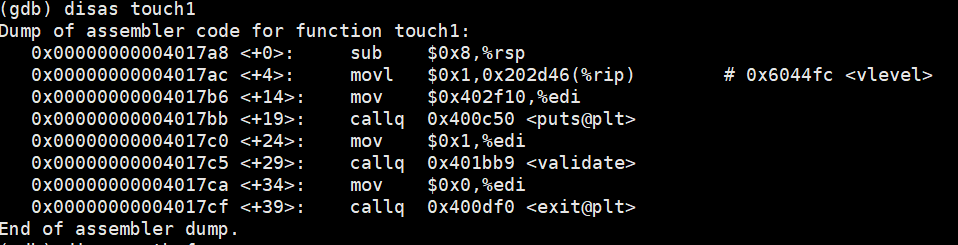 (gdb) disas touch1
Dump of assembler code for function touch1:
   0x00000000004017a8 <+0>:     sub    $0x8,%rsp
   0x00000000004017ac <+4>:     movl   $0x1,0x202d46(%rip)        # 0x6044fc <vlevel>
   0x00000000004017b6 <+14>:    mov    $0x402f10,%edi
   0x00000000004017bb <+19>:    callq  0x400c50 <puts@plt>
   0x00000000004017c0 <+24>:    mov    $0x1,%edi
   0x00000000004017c5 <+29>:    callq  0x401bb9 <validate>
   0x00000000004017ca <+34>:    mov    $0x0,%edi
   0x00000000004017cf <+39>:    callq  0x400df0 <exit@plt>
End of assembler dump.